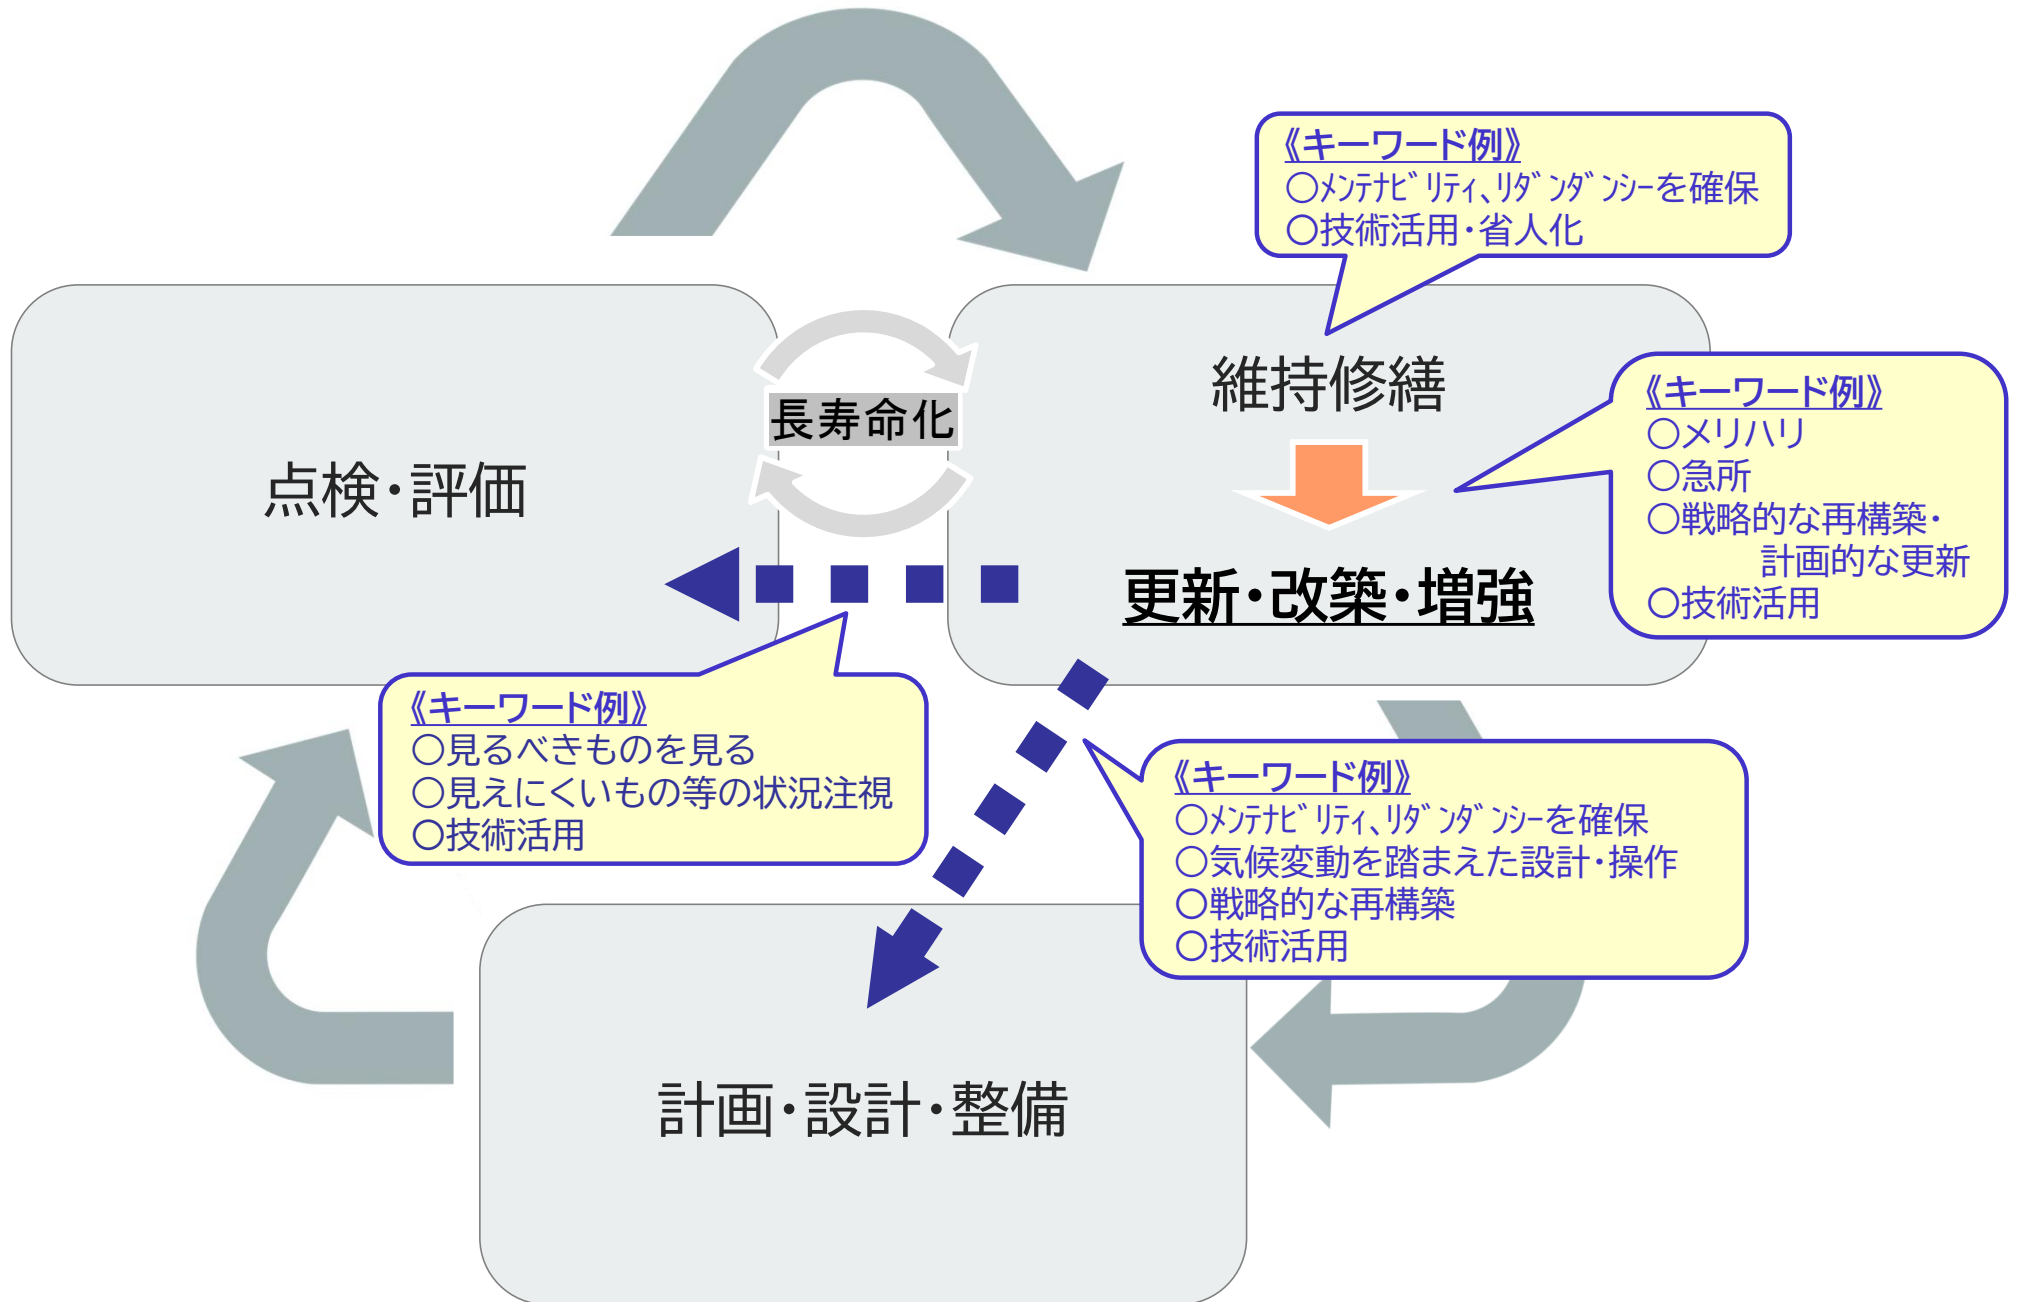 《キーワード例》
○ﾒﾝﾃﾅﾋﾞﾘﾃｨ、ﾘﾀﾞﾝﾀﾞﾝｼｰを確保
○技術活用・省人化
維持修繕
長寿命化
点検・評価
《キーワード例》
○メリハリ
○急所
○戦略的な再構築・
計画的な更新
○技術活用
更新・改築・増強
《キーワード例》
○見るべきものを見る
○見えにくいもの等の状況注視
○技術活用
《キーワード例》
○ﾒﾝﾃﾅﾋﾞﾘﾃｨ、ﾘﾀﾞﾝﾀﾞﾝｼｰを確保
○気候変動を踏まえた設計・操作
○戦略的な再構築
○技術活用
計画・設計・整備